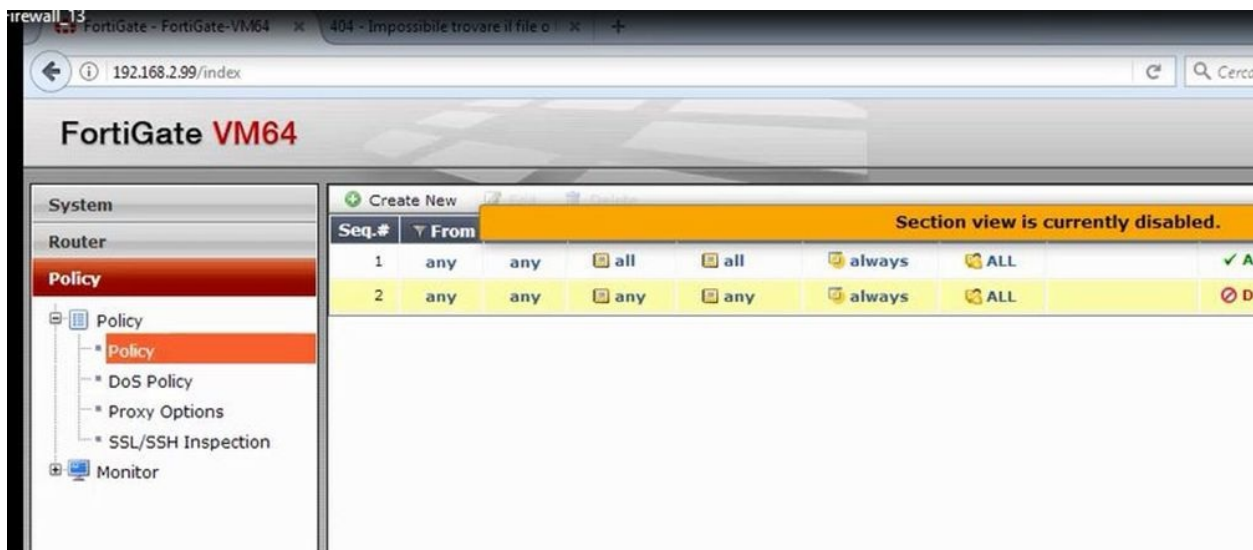 FortiGate - FortiGate-VM64 404 - Impossibile trovare il file o
192.168.2.99/index
FortiGate VM64
System
Router
Policy
Policy
Policy
DoS Policy
Proxy Options
SSL/SSH Inspection
Monitor
Create New Edit Delete
Section view is currently disabled.
Seq.# From
1 any any all all always ALL
2 any any any any always ALL